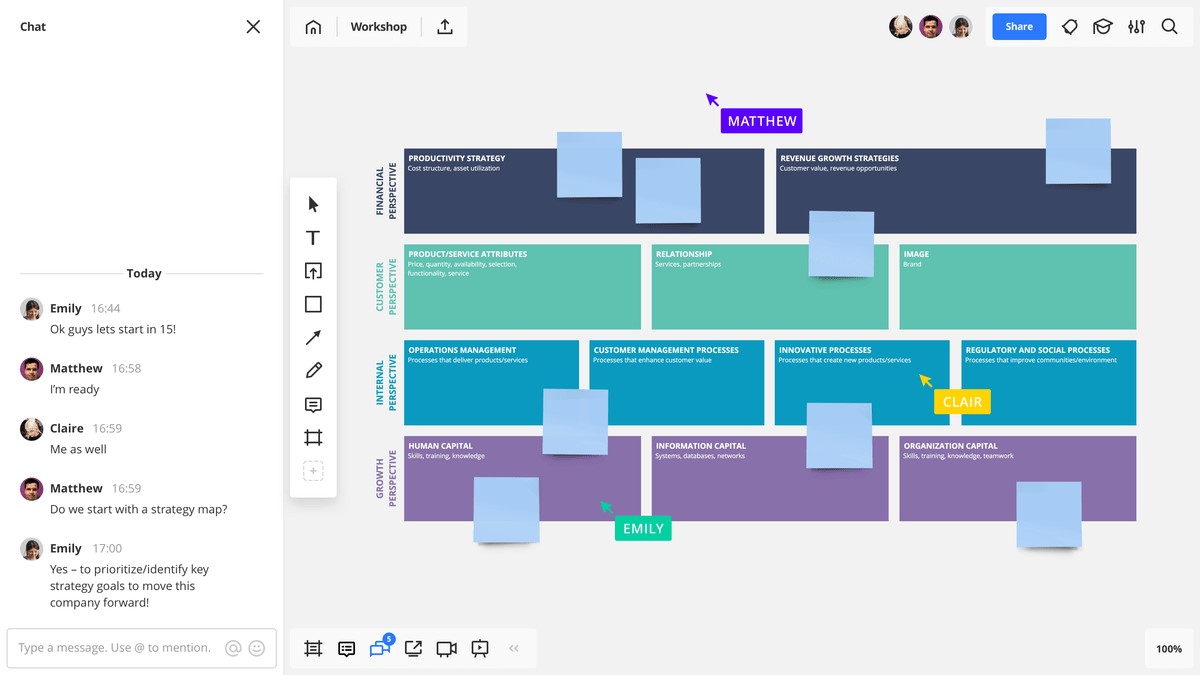 Chat
Workshop
Share
MATTHEW
Today
Emily 16:44
Ok guys lets start in 15!
Matthew 16:58
I'm ready
Claire 16:59
Me as well
Matthew 16:59
Do we start with a strategy map?
Emily 17:00
Yes – to prioritize/identify key
strategy goals to move this
company forward!
Type a message. Use @ to mention.
FINANCIAL
PERSPECTIVE
PRODUCTIVITY STRATEGY
Cost structure, asset utilization
REVENUE GROWTH STRATEGIES
Customer value, revenue opportunities
CUSTOMER
PERSPECTIVE
PRODUCT/SERVICE ATTRIBUTES
Price, quantity, availability, selection,
functionality, service
RELATIONSHIP
Services, partnerships
IMAGE
Brand
INTERNAL
PERSPECTIVE
OPERATIONS MANAGEMENT
Processes that deliver products/services
CUSTOMER MANAGEMENT PROCESSES
Processes that enhance customer value
INNOVATIVE PROCESSES
Processes that create new products/services
REGULATORY AND SOCIAL PROCESSES
Processes that improve communities/environment
CLAIR
GROWTH
PERSPECTIVE
HUMAN CAPITAL
Skills, training, knowledge
INFORMATION CAPITAL
Systems, databases, networks
ORGANIZATION CAPITAL
Skills, training, knowledge, teamwork
EMILY
5
100%